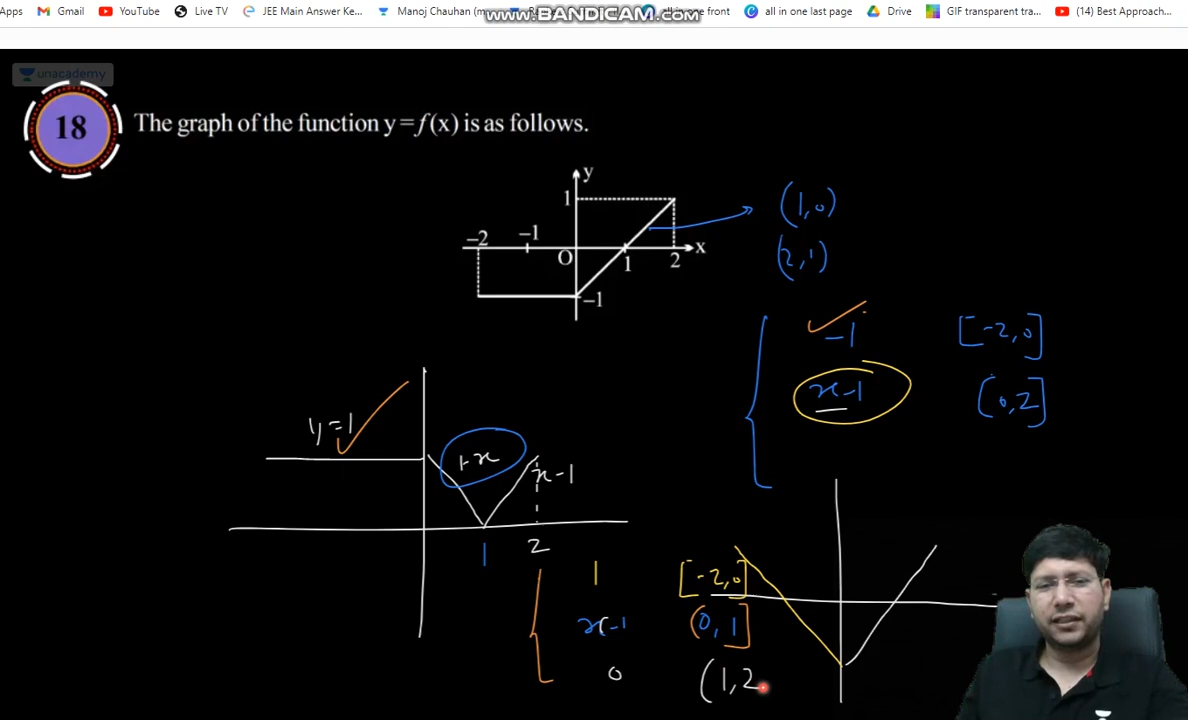 Apps Gmail YouTube Live TV JEE Main Answer Ke... Manoj Chauhan (m... front all in one last page Drive GIF transparent tra... (14) Best Approach...
www.BANDICAM.com
unacademy
18 The graph of the function y = f(x) is as follows.
y
1
-2 -1 O 1 2 x
-1
(1,0)
(2,1)
-1 [-2,0]
x-1 (0,2]
y=1
x-1
1 2
1 [-2,0]
x-1 (0,1]
0 (1,2